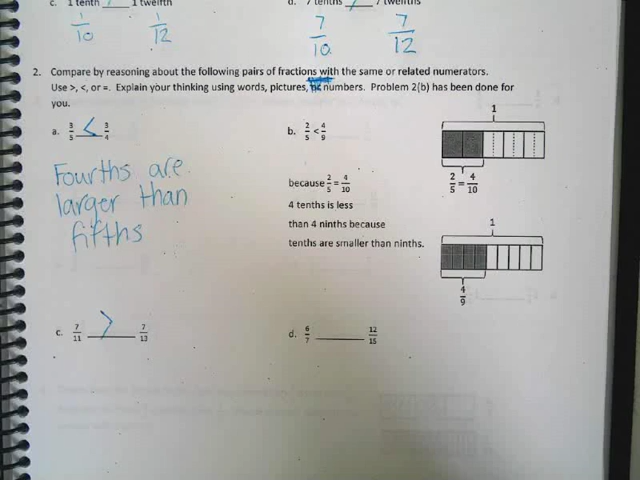 c. 1 tenth ___ 1 twelfth d. 7 tenths ___ 7 twelfths
1/10 1/12 7/10 7/12
2. Compare by reasoning about the following pairs of fractions with the same or related numerators.
Use >, <, or =. Explain your thinking using words, pictures, numbers. Problem 2(b) has been done for
you.
a. 3/5 < 3/4
Fourths are
larger than
fifths
b. 2/5 < 4/9
because 2/5 = 4/10
4 tenths is less
than 4 ninths because
tenths are smaller than ninths.
1
2/5 = 4/10
1
4/9
c. 7/11 > 7/13
d. 6/7 ___ 12/15